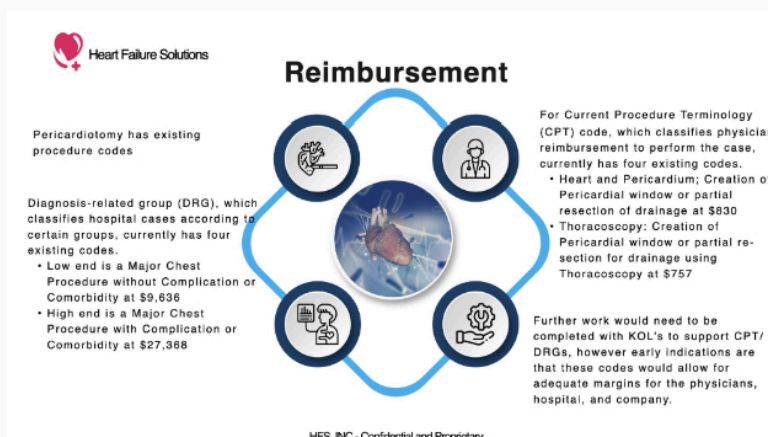 Heart Failure Solutions
Reimbursement
Pericardiotomy has existing
procedure codes
Diagnosis-related group (DRG), which
classifies hospital cases according to
certain groups, currently has four
existing codes.
• Low end is a Major Chest
Procedure without Complication or
Comorbidity at $9,636
• High end is a Major Chest
Procedure with Complication or
Comorbidity at $27,368
For Current Procedure Terminology
(CPT) code, which classifies physician
reimbursement to perform the case,
currently has four existing codes.
• Heart and Pericardium; Creation of
Pericardial window or partial
resection of drainage at $830
• Thoracoscopy: Creation of
Pericardial window or partial re-
section for drainage using
Thoracoscopy at $757
Further work would need to be
completed with KOL's to support CPT/
DRGs, however early indications are
that these codes would allow for
adequate margins for the physicians,
hospital, and company.
HFS, INC - Confidential and Proprietary